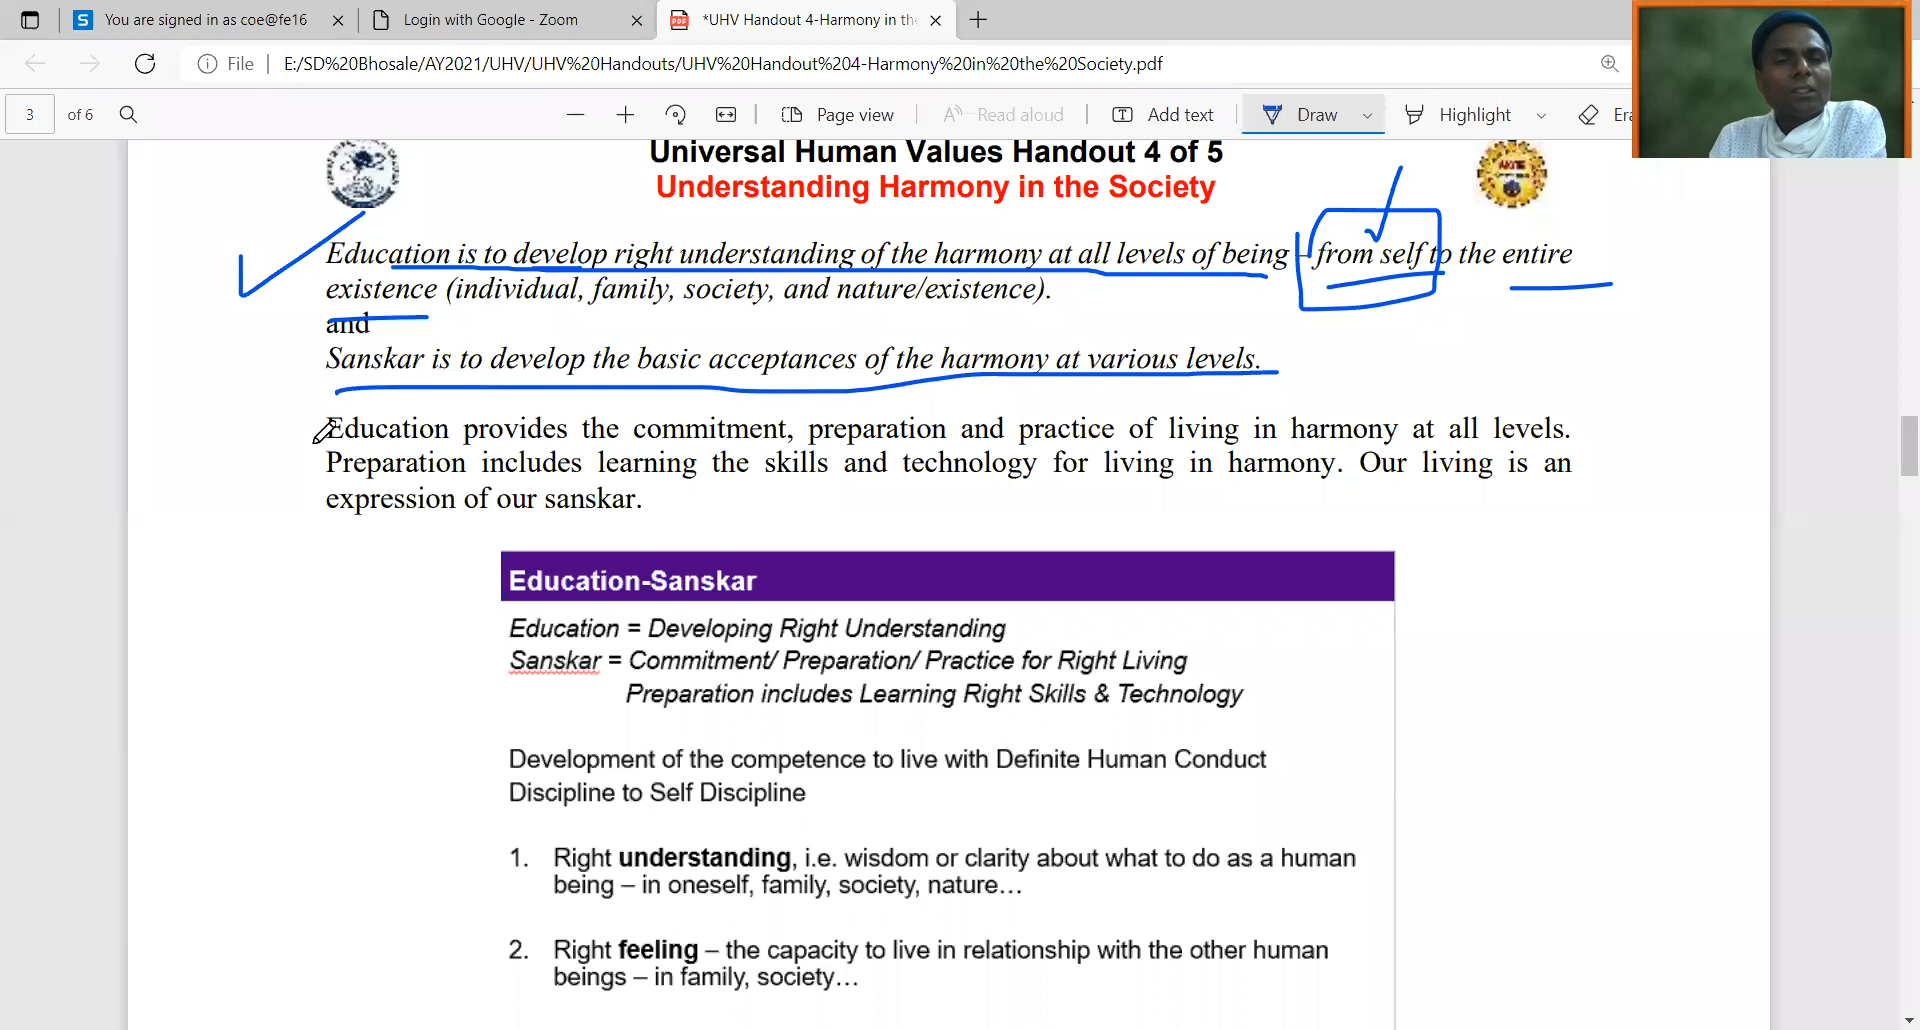 You are signed in as coe@fe16
Login with Google - Zoom
*UHV Handout 4-Harmony in the
File
E:/SD%20Bhosale/AY2021/UHV/UHV%20Handouts/UHV%20Handout%204-Harmony%20in%20the%20Society.pdf
3 of 6
Page view
Read aloud
Add text
Draw
Highlight
Universal Human Values Handout 4 of 5
Understanding Harmony in the Society
Education is to develop right understanding of the harmony at all levels of being – from self to the entire
existence (individual, family, society, and nature/existence).
and
Sanskar is to develop the basic acceptances of the harmony at various levels.
Education provides the commitment, preparation and practice of living in harmony at all levels.
Preparation includes learning the skills and technology for living in harmony. Our living is an
expression of our sanskar.
Education-Sanskar
Education = Developing Right Understanding
Sanskar = Commitment/ Preparation/ Practice for Right Living
Preparation includes Learning Right Skills & Technology
Development of the competence to live with Definite Human Conduct
Discipline to Self Discipline
1. Right understanding, i.e. wisdom or clarity about what to do as a human
being – in oneself, family, society, nature…
2. Right feeling – the capacity to live in relationship with the other human
beings – in family, society…